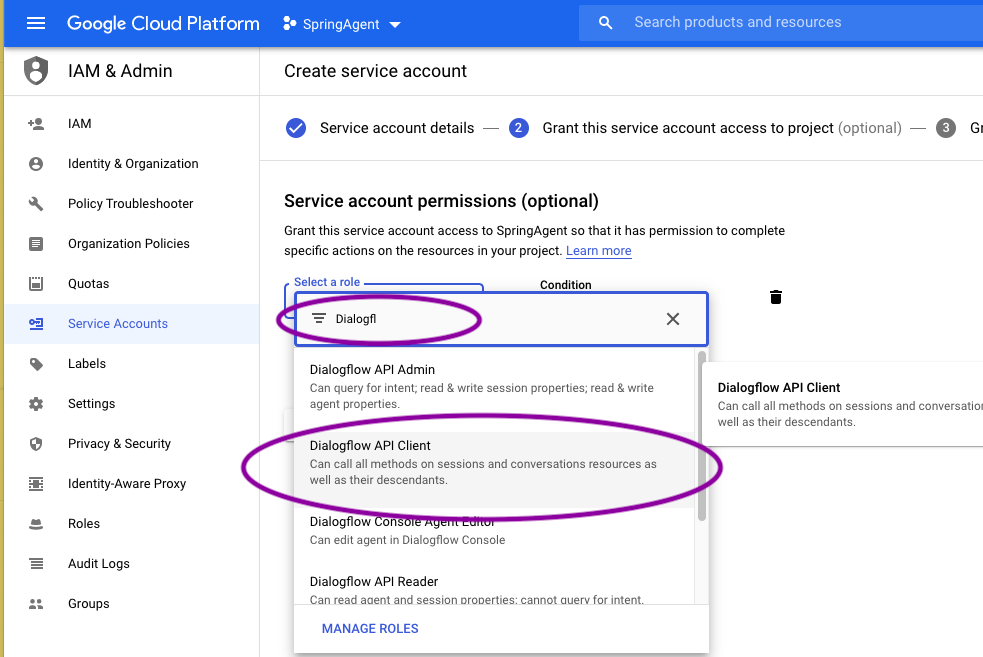 Google Cloud Platform
SpringAgent
Search products and resources
IAM & Admin
Create service account
Service account details
2
Grant this service account access to project (optional)
3
IAM
Identity & Organization
Policy Troubleshooter
Organization Policies
Quotas
Service Accounts
Labels
Settings
Privacy & Security
Identity-Aware Proxy
Roles
Audit Logs
Groups
Service account permissions (optional)
Grant this service account access to SpringAgent so that it has permission to complete
specific actions on the resources in your project. Learn more
Select a role
Condition
Dialogfl
Dialogflow API Admin
Can query for intent; read & write session properties; read & write
agent properties.
Dialogflow API Client
Can call all methods on sessions and conversations resources as
well as their descendants.
Dialogflow Console Agent Editor
Can edit agent in Dialogflow Console
Dialogflow API Reader
Can read agent and session properties; cannot query for intent.
MANAGE ROLES
Dialogflow API Client
Can call all methods on sessions and
well as their descendants.